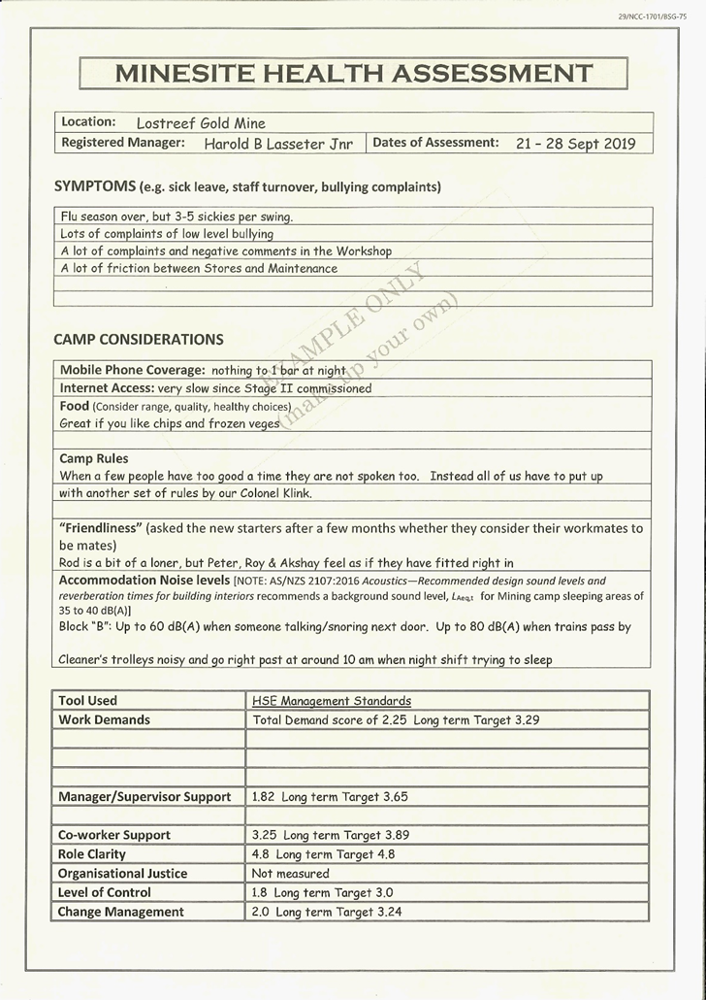 29/NCC-1701/BSG-75
MINESITE HEALTH ASSESSMENT
Location: Lostreef Gold Mine
Registered Manager: Harold B Lasseter Jnr Dates of Assessment: 21 – 28 Sept 2019
SYMPTOMS (e.g. sick leave, staff turnover, bullying complaints)
Flu season over, but 3-5 sickies per swing.
Lots of complaints of low level bullying
A lot of complaints and negative comments in the Workshop
A lot of friction between Stores and Maintenance
EXAMPLE ONLY
(make up your own)
CAMP CONSIDERATIONS
Mobile Phone Coverage: nothing to 1 bar at night
Internet Access: very slow since Stage II commissioned
Food (Consider range, quality, healthy choices)
Great if you like chips and frozen veges
Camp Rules
When a few people have too good a time they are not spoken too. Instead all of us have to put up
with another set of rules by our Colonel Klink.
“Friendliness” (asked the new starters after a few months whether they consider their workmates to
be mates)
Rod is a bit of a loner, but Peter, Roy & Akshay feel as if they have fitted right in
Accommodation Noise levels [NOTE: AS/NZS 2107:2016 Acoustics—Recommended design sound levels and
reverberation times for building interiors recommends a background sound level, LAeq,t for Mining camp sleeping areas of
35 to 40 dB(A)]
Block “B”: Up to 60 dB(A) when someone talking/snoring next door. Up to 80 dB(A) when trains pass by
Cleaner’s trolleys noisy and go right past at around 10 am when night shift trying to sleep
Tool Used HSE Management Standards
Work Demands Total Demand score of 2.25 Long term Target 3.29
Manager/Supervisor Support 1.82 Long term Target 3.65
Co-worker Support 3.25 Long term Target 3.89
Role Clarity 4.8 Long term Target 4.8
Organisational Justice Not measured
Level of Control 1.8 Long term Target 3.0
Change Management 2.0 Long term Target 3.24